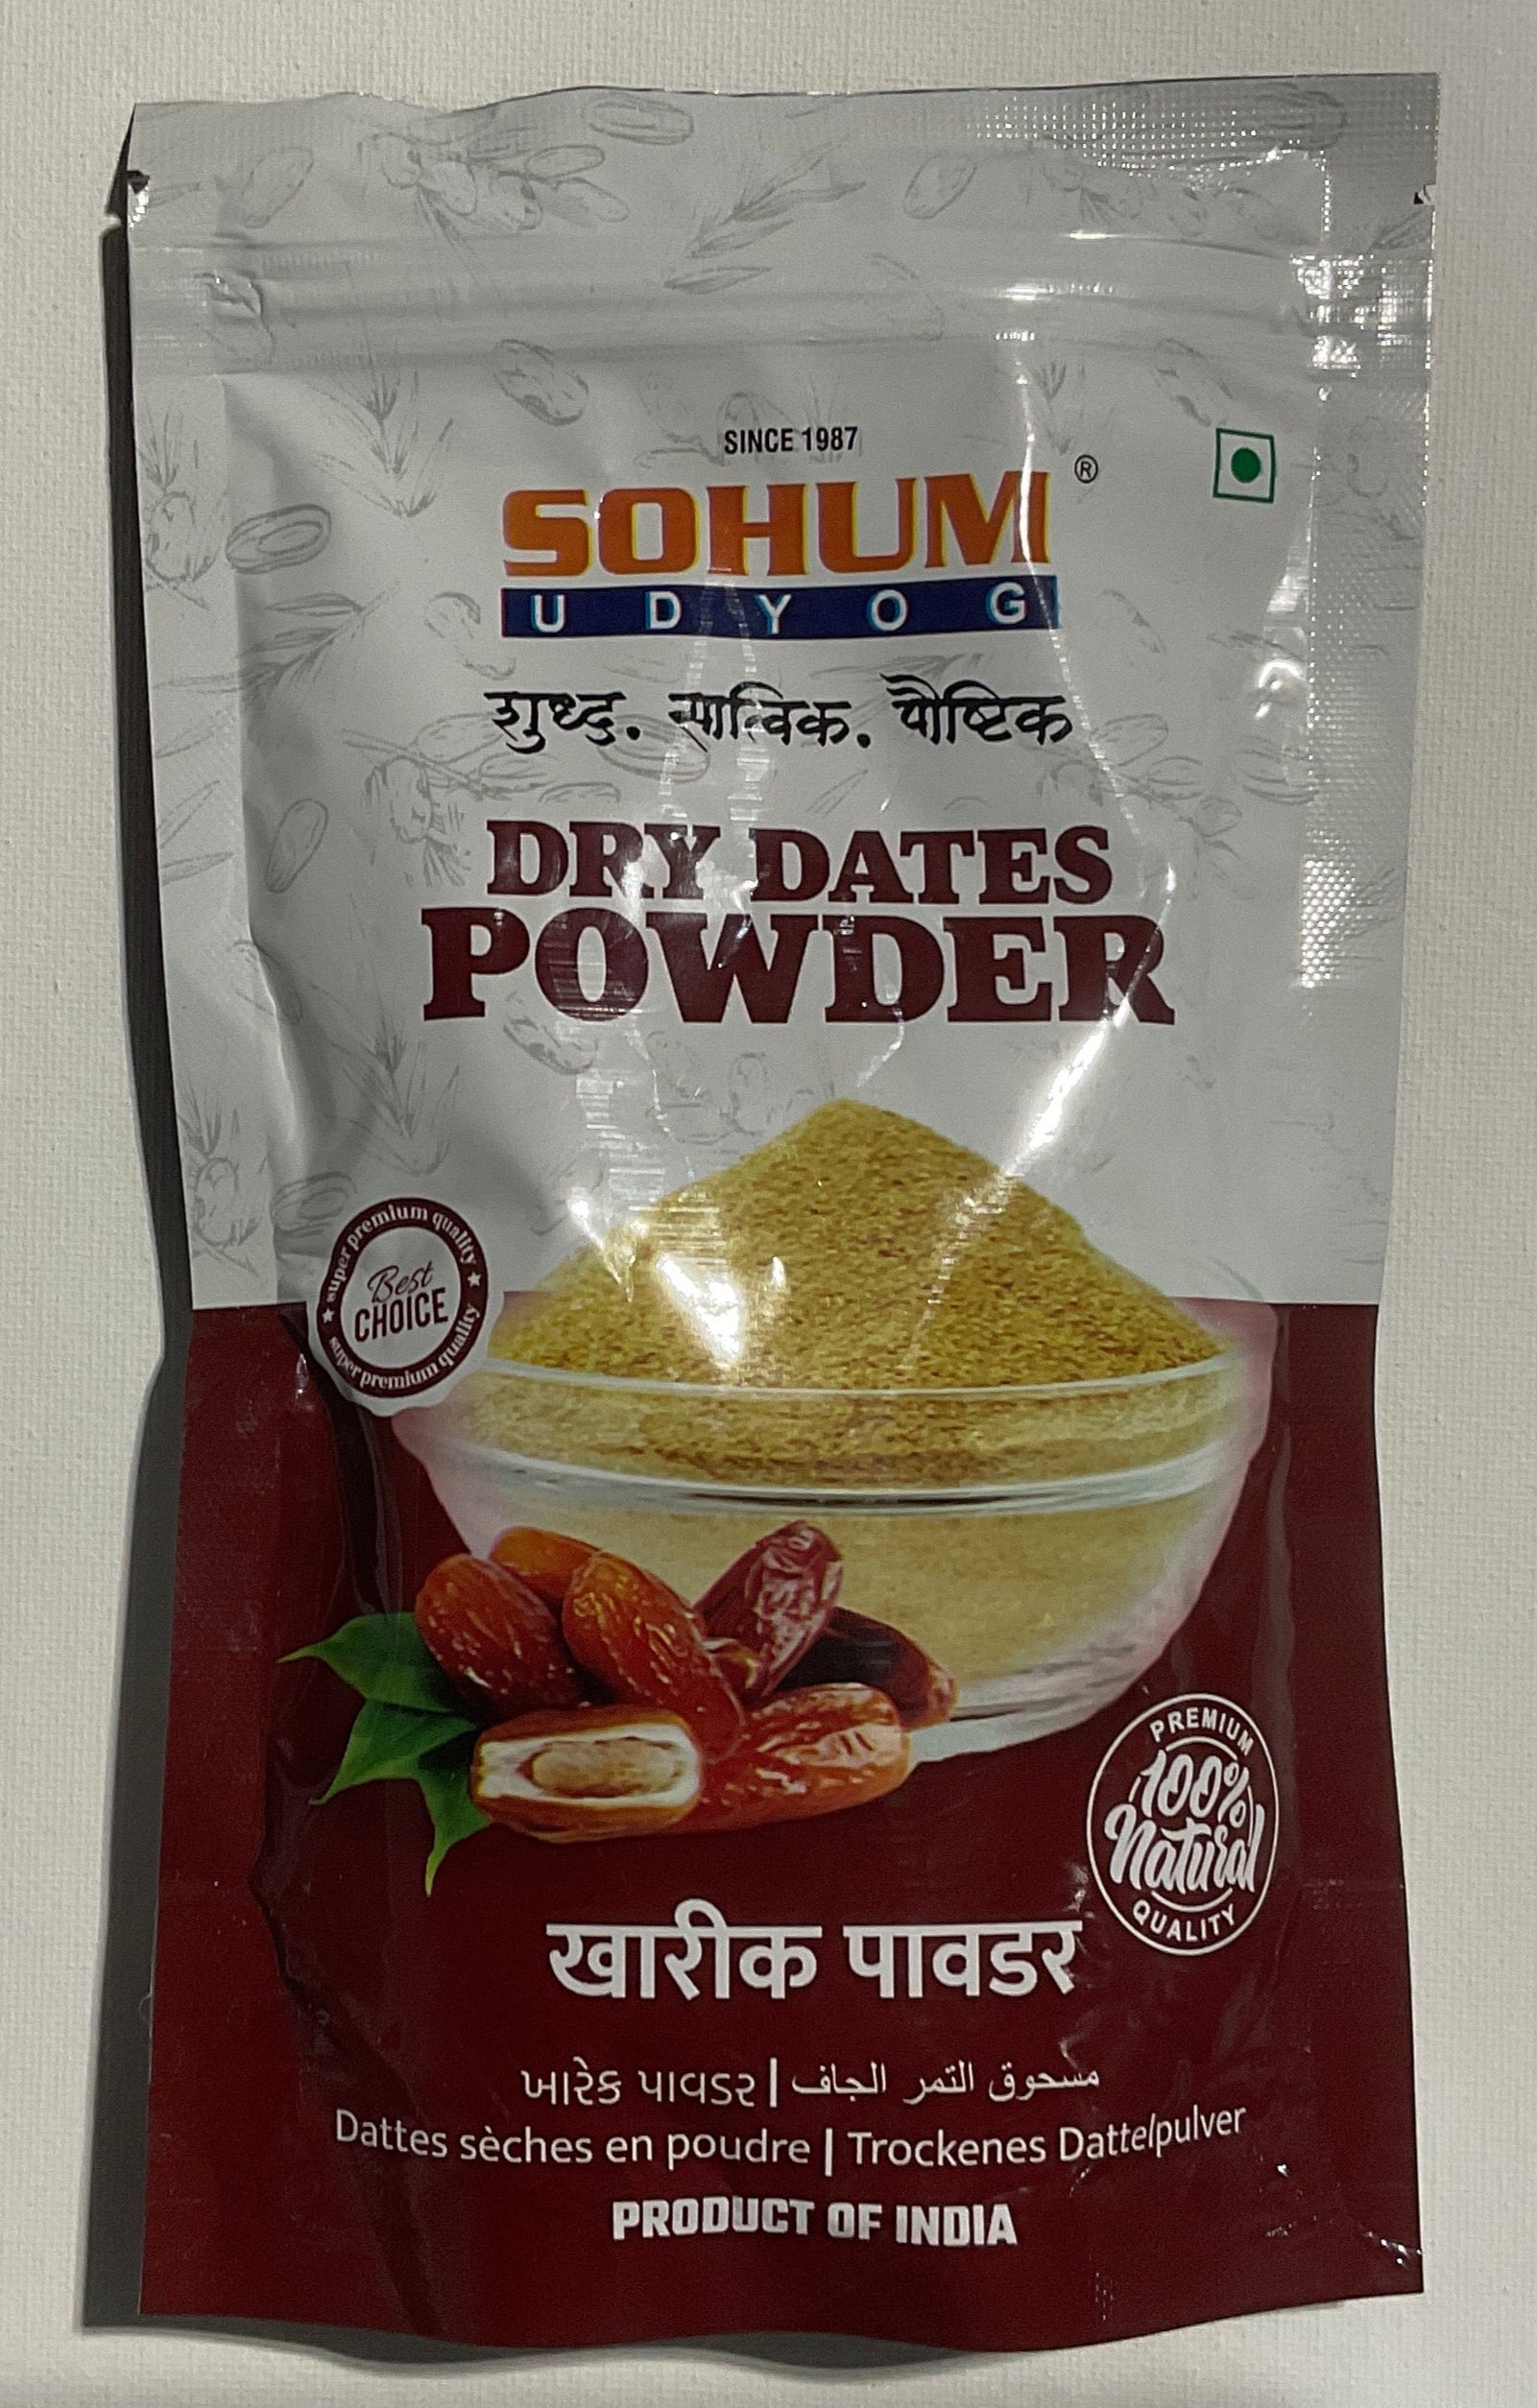 SINCE 1987
SOHUM ®
UDYOG
शुध्द. सात्विक. पौष्टिक
DRY DATES
POWDER
super premium quality
Best
CHOICE
super premium quality
PREMIUM
100%
Natural
QUALITY
खारीक पावडर
ખારેક પાવડર | مسحوق التمر الجاف
Dattes sèches en poudre | Trockenes Dattelpulver
PRODUCT OF INDIA